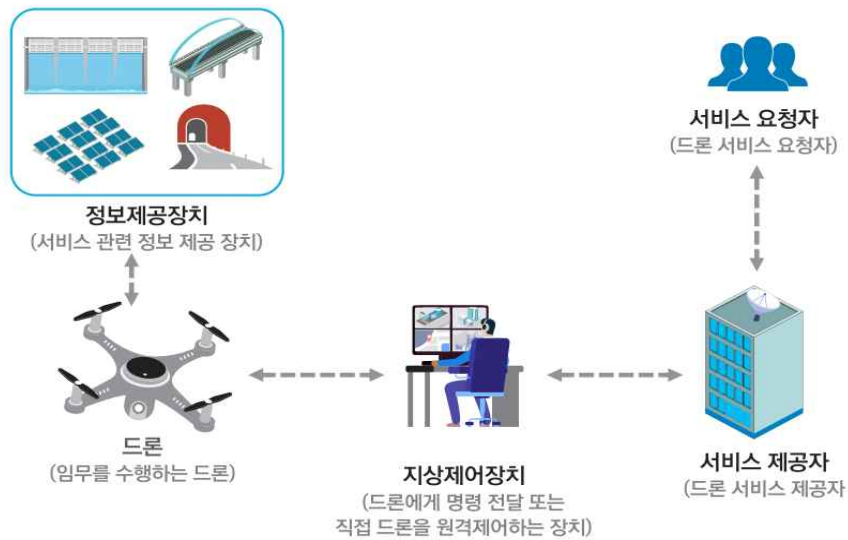 서비스 요청자
(드론 서비스 요청자)
정보제공장치
(서비스 관련 정보 제공 장치)
드론
(임무를 수행하는 드론)
지상제어장치
(드론에게 명령 전달 또는
직접 드론을 원격제어하는 장치)
서비스 제공자
(드론 서비스 제공자